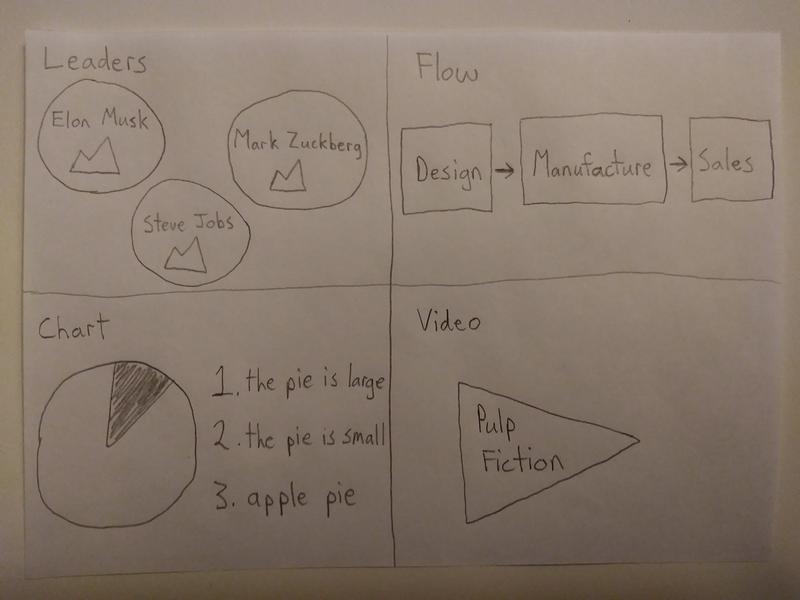 Leaders
Elon Musk
Mark Zuckberg
Steve Jobs
Flow
Design → Manufacture → Sales
Chart
1. the pie is large
2. the pie is small
3. apple pie
Video
Pulp
Fiction